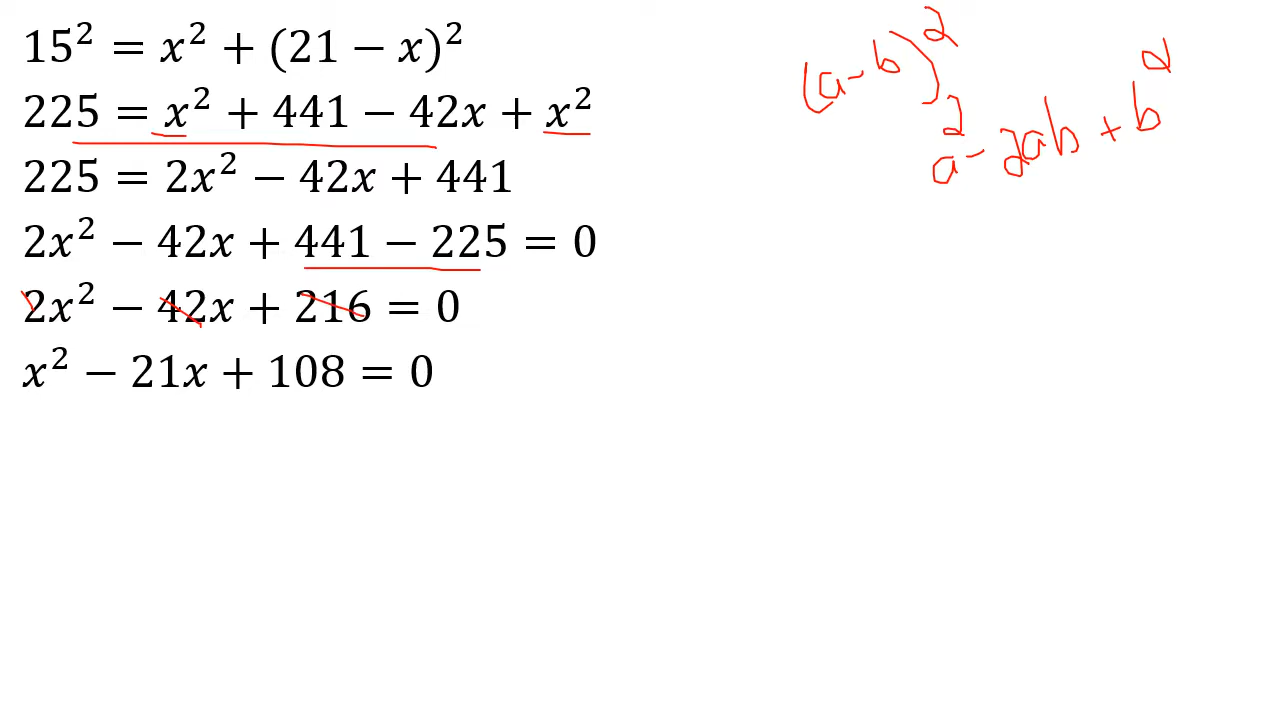 15² = x² + (21 − x)²
225 = x² + 441 − 42x + x²
225 = 2x² − 42x + 441
2x² − 42x + 441 − 225 = 0
2x² − 42x + 216 = 0
x² − 21x + 108 = 0
(a-b)²
a² - 2ab + b²